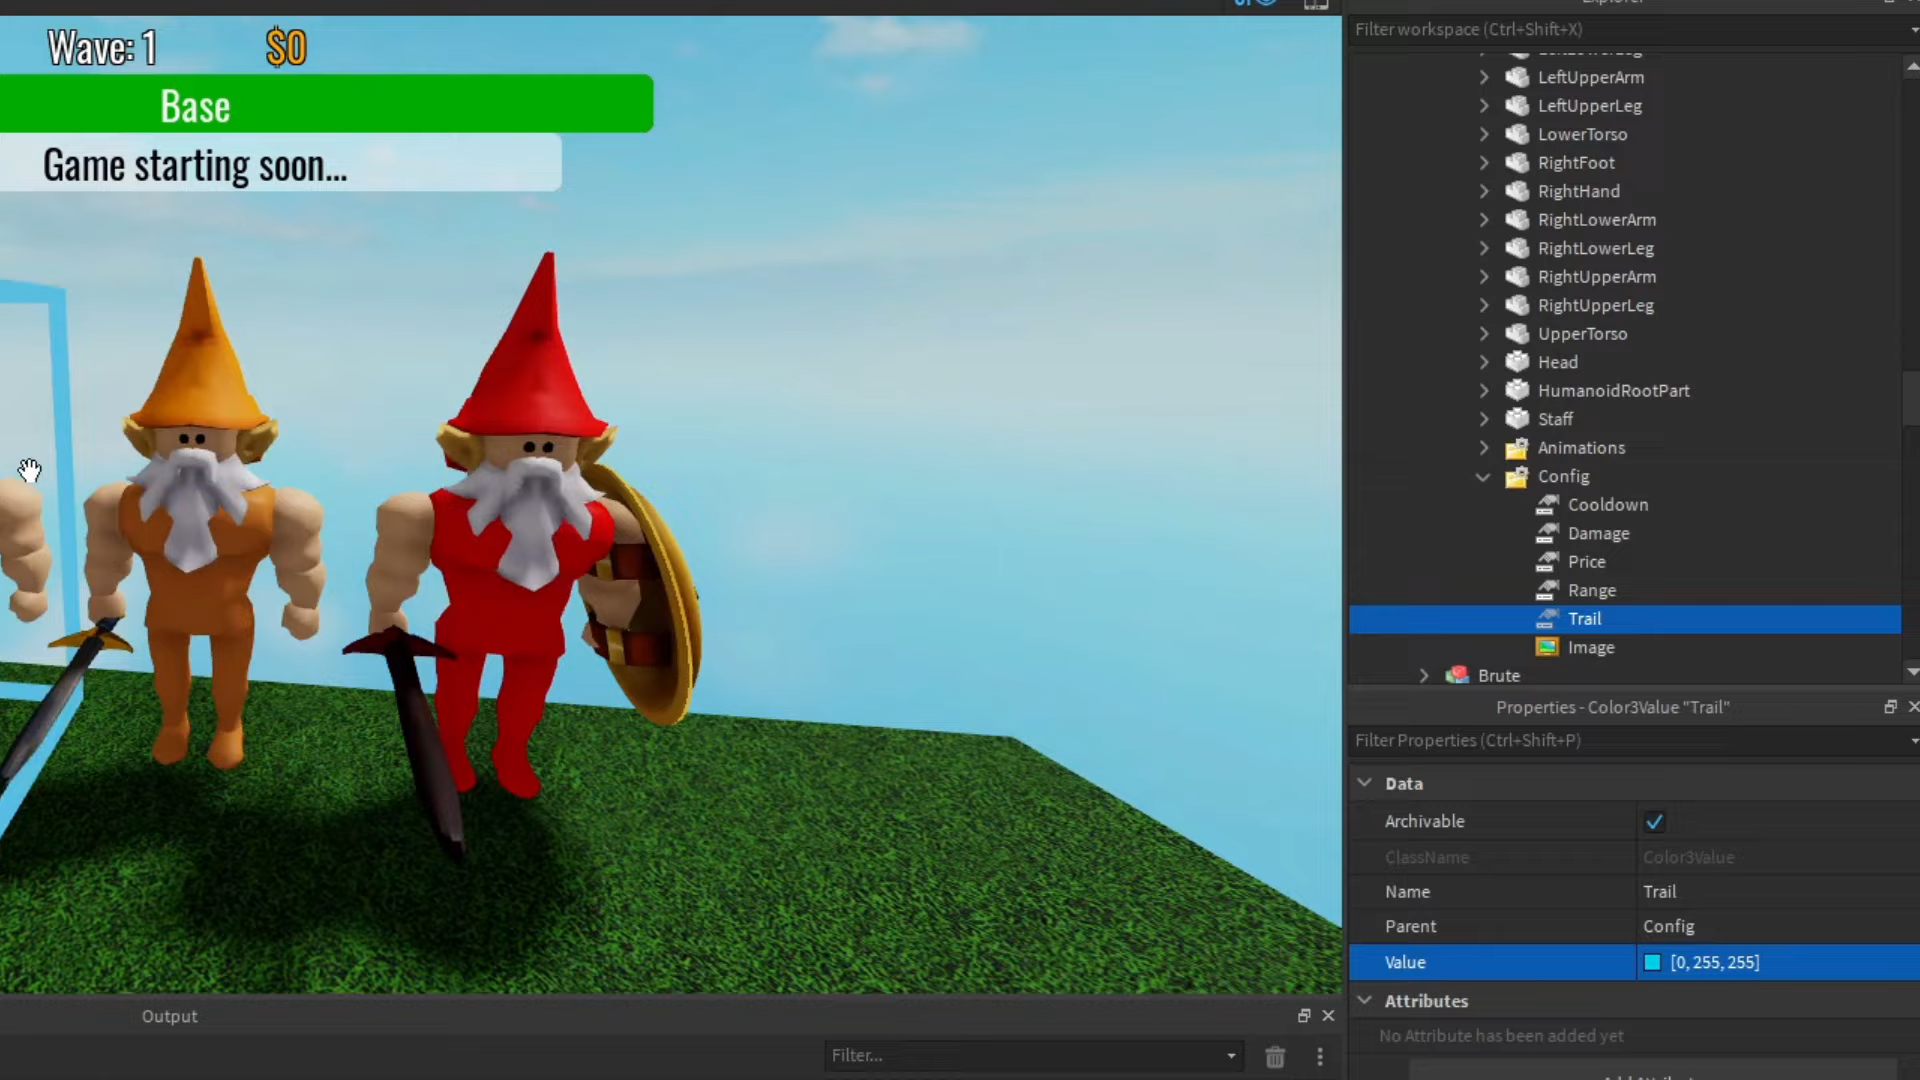 Wave: 1
$0
Base
Game starting soon...
Output
Filter...
Filter workspace (Ctrl+Shift+X)
LeftUpperArm
LeftUpperLeg
LowerTorso
RightFoot
RightHand
RightLowerArm
RightLowerLeg
RightUpperArm
RightUpperLeg
UpperTorso
Head
HumanoidRootPart
Staff
Animations
Config
Cooldown
Damage
Price
Range
Trail
Image
Brute
Properties - Color3Value "Trail"
Filter Properties (Ctrl+Shift+P)
Data
Archivable
ClassName Color3Value
Name Trail
Parent Config
Value [0, 255, 255]
Attributes
No Attribute has been added yet